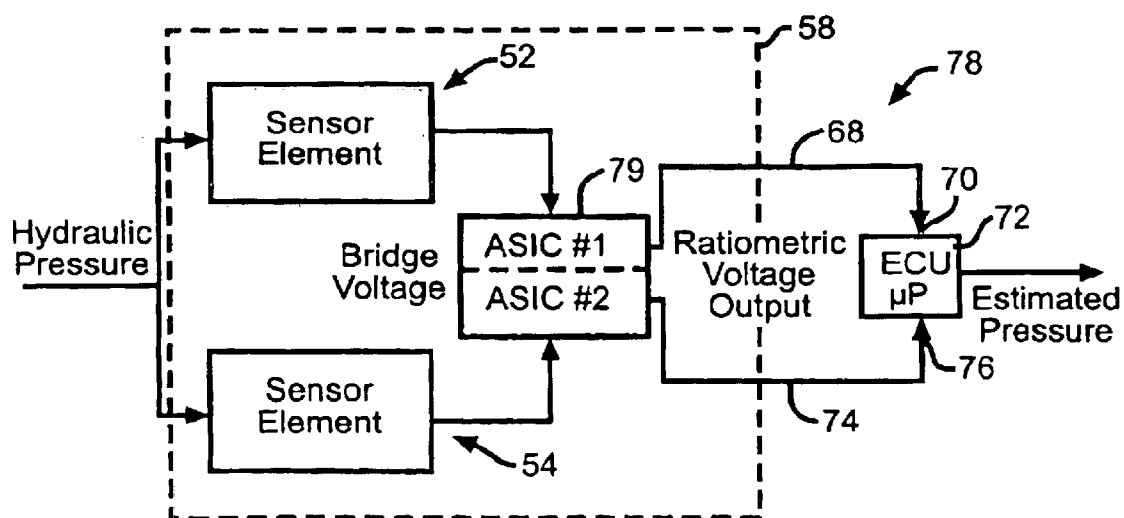 58
52
78
Sensor
Element
68
79
70
72
Hydraulic
Pressure
Bridge
Voltage
ASIC #1
ASIC #2
Ratiometric
Voltage
Output
ECU
µP
Estimated
Pressure
76
74
Sensor
Element
54